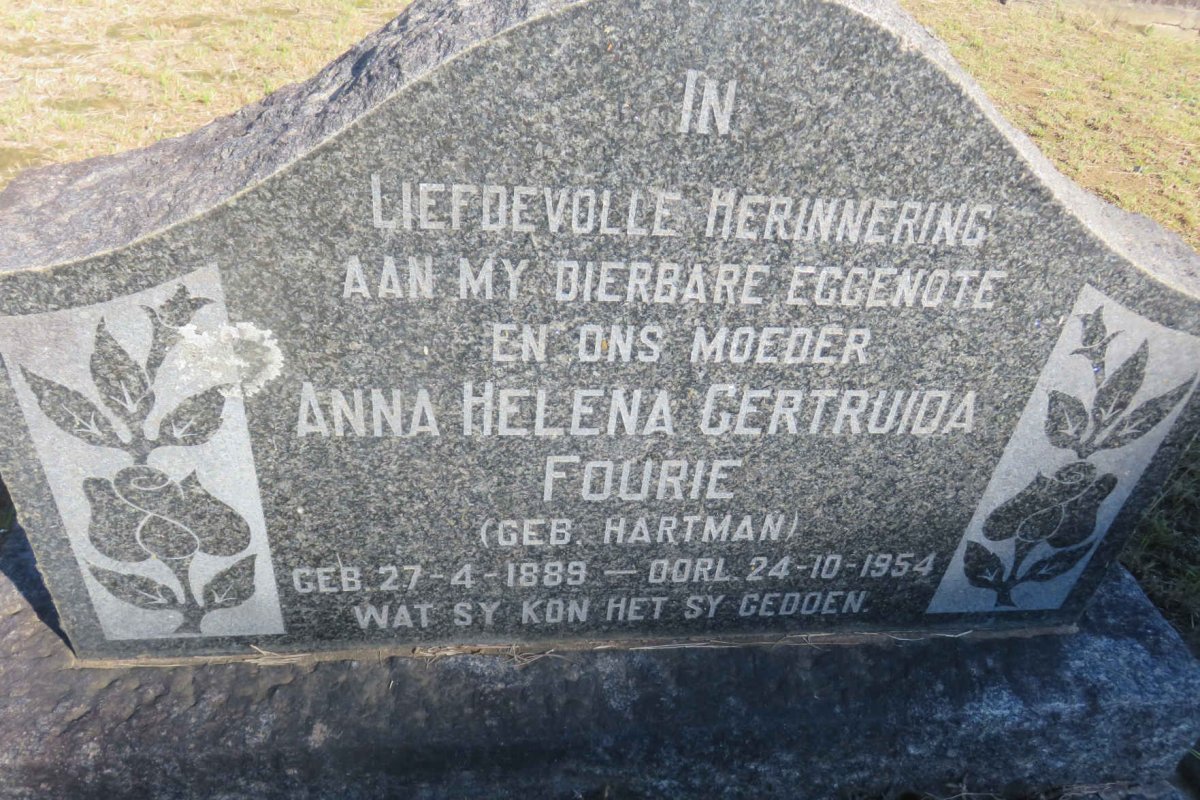 IN
LIEFDEVOLLE HERINNERING
AAN MY DIERBARE EGGENOTE
EN ONS MOEDER
ANNA HELENA GERTRUIDA
FOURIE
(GEB. HARTMAN)
GEB. 27-4-1889 — OORL. 24-10-1954
WAT SY KON HET SY GEDOEN.